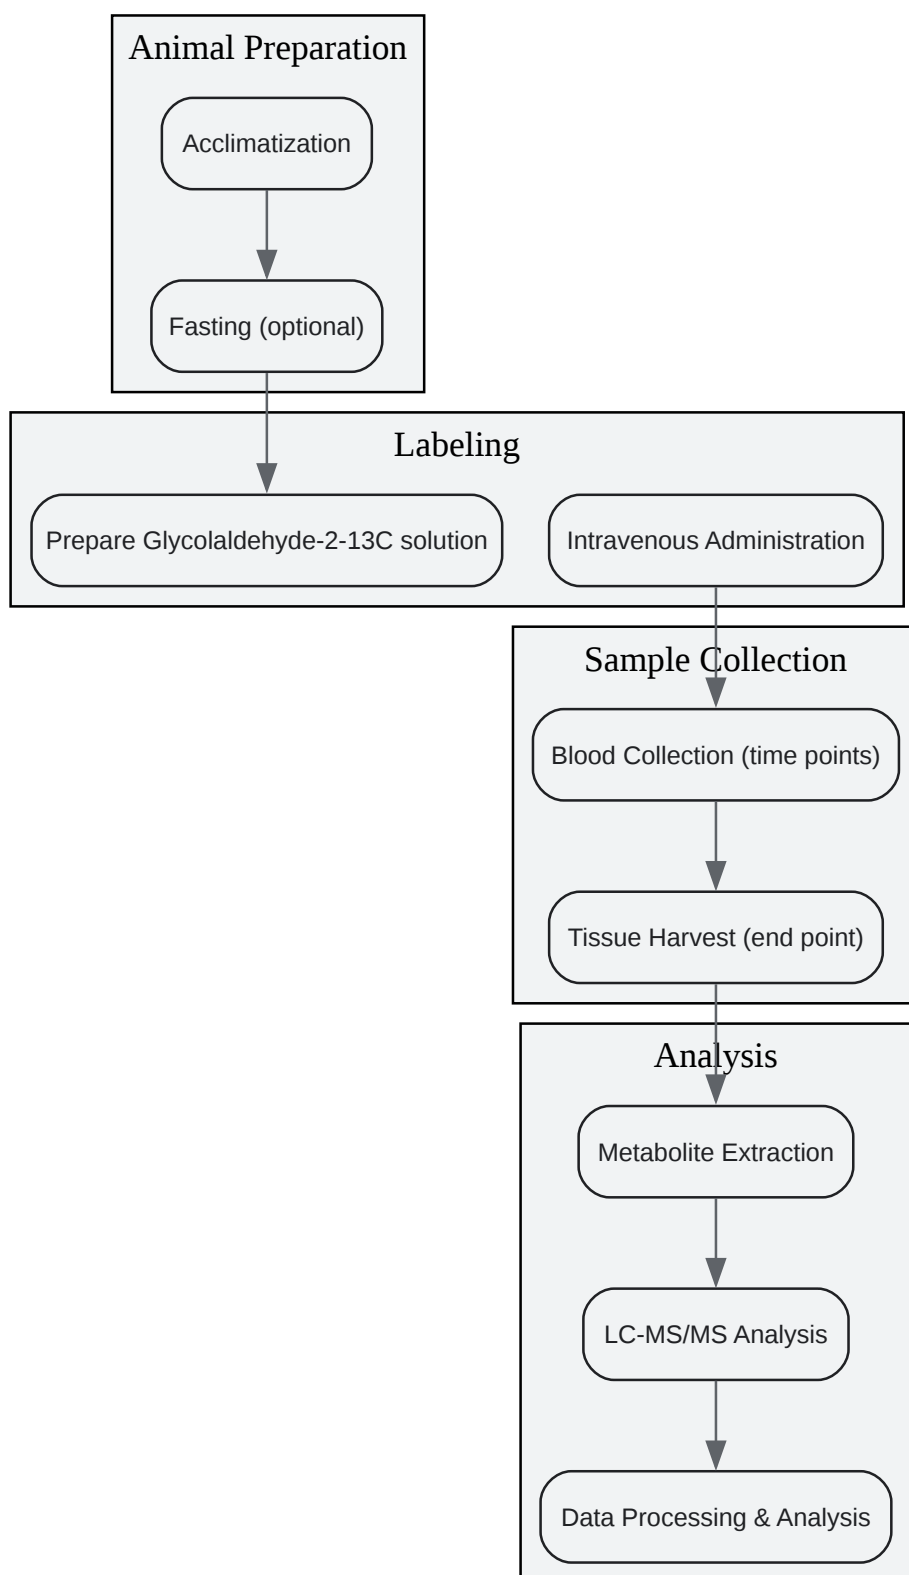 Animal Preparation
Acclimatization
Fasting (optional)
Labeling
Prepare Glycolaldehyde-2-13C solution
Intravenous Administration
Sample Collection
Blood Collection (time points)
Tissue Harvest (end point)
Analysis
Metabolite Extraction
LC-MS/MS Analysis
Data Processing & Analysis